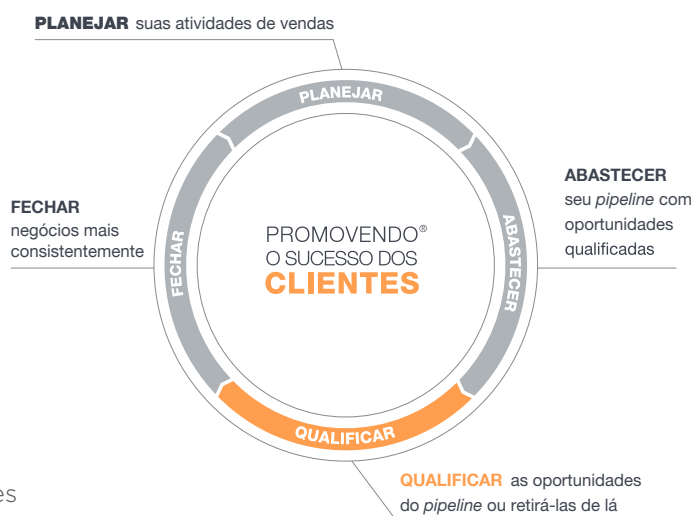 PLANEJAR suas atividades de vendas
PLANEJAR
ABASTECER
seu pipeline com
oportunidades
qualificadas
ABASTECER
FECHAR
negócios mais
consistentemente
FECHAR
PROMOVENDO®
O SUCESSO DOS
CLIENTES
QUALIFICAR
QUALIFICAR as oportunidades
do pipeline ou retirá-las de lá
es